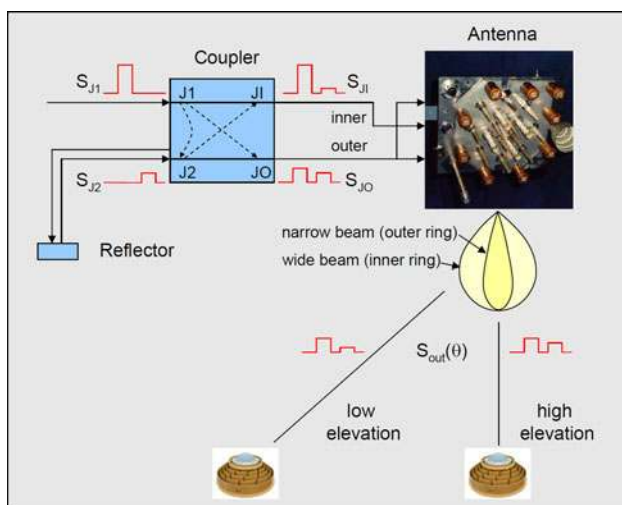 Antenna
Coupler
S_J1
J1
JI
S_JI
inner
outer
S_J2
J2
JO
S_JO
Reflector
narrow beam (outer ring)
wide beam (inner ring)
S_out(θ)
low
elevation
high
elevation